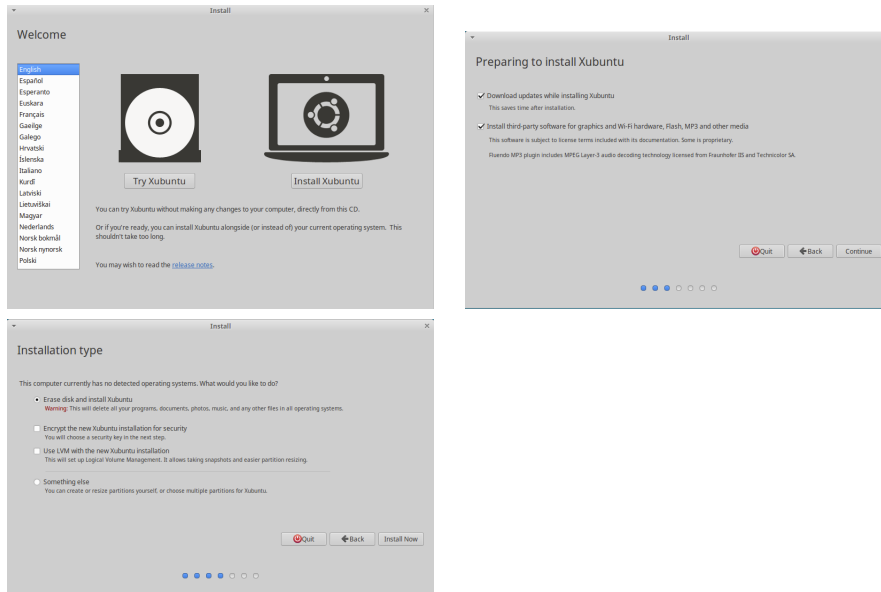 Install
Welcome
English
Español
Esperanto
Euskara
Français
Gaeilge
Galego
Hrvatski
Íslenska
Italiano
Kurdî
Latviski
Lietuviškai
Magyar
Nederlands
Norsk bokmål
Norsk nynorsk
Polski
Try Xubuntu
Install Xubuntu
You can try Xubuntu without making any changes to your computer, directly from this CD.
Or if you're ready, you can install Xubuntu alongside (or instead of) your current operating system. This
shouldn't take too long.
You may wish to read the release notes.
Install
Preparing to install Xubuntu
Download updates while installing Xubuntu
This saves time after installation.
Install third-party software for graphics and Wi-Fi hardware, Flash, MP3 and other media
This software is subject to license terms included with its documentation. Some is proprietary.
Fluendo MP3 plugin includes MPEG Layer-3 audio decoding technology licensed from Fraunhofer IIS and Technicolor SA.
Quit
Back
Continue
Install
Installation type
This computer currently has no detected operating systems. What would you like to do?
Erase disk and install Xubuntu
Warning: This will delete all your programs, documents, photos, music, and any other files in all operating systems.
Encrypt the new Xubuntu installation for security
You will choose a security key in the next step.
Use LVM with the new Xubuntu installation
This will set up Logical Volume Management. It allows taking snapshots and easier partition resizing.
Something else
You can create or resize partitions yourself, or choose multiple partitions for Xubuntu.
Quit
Back
Install Now